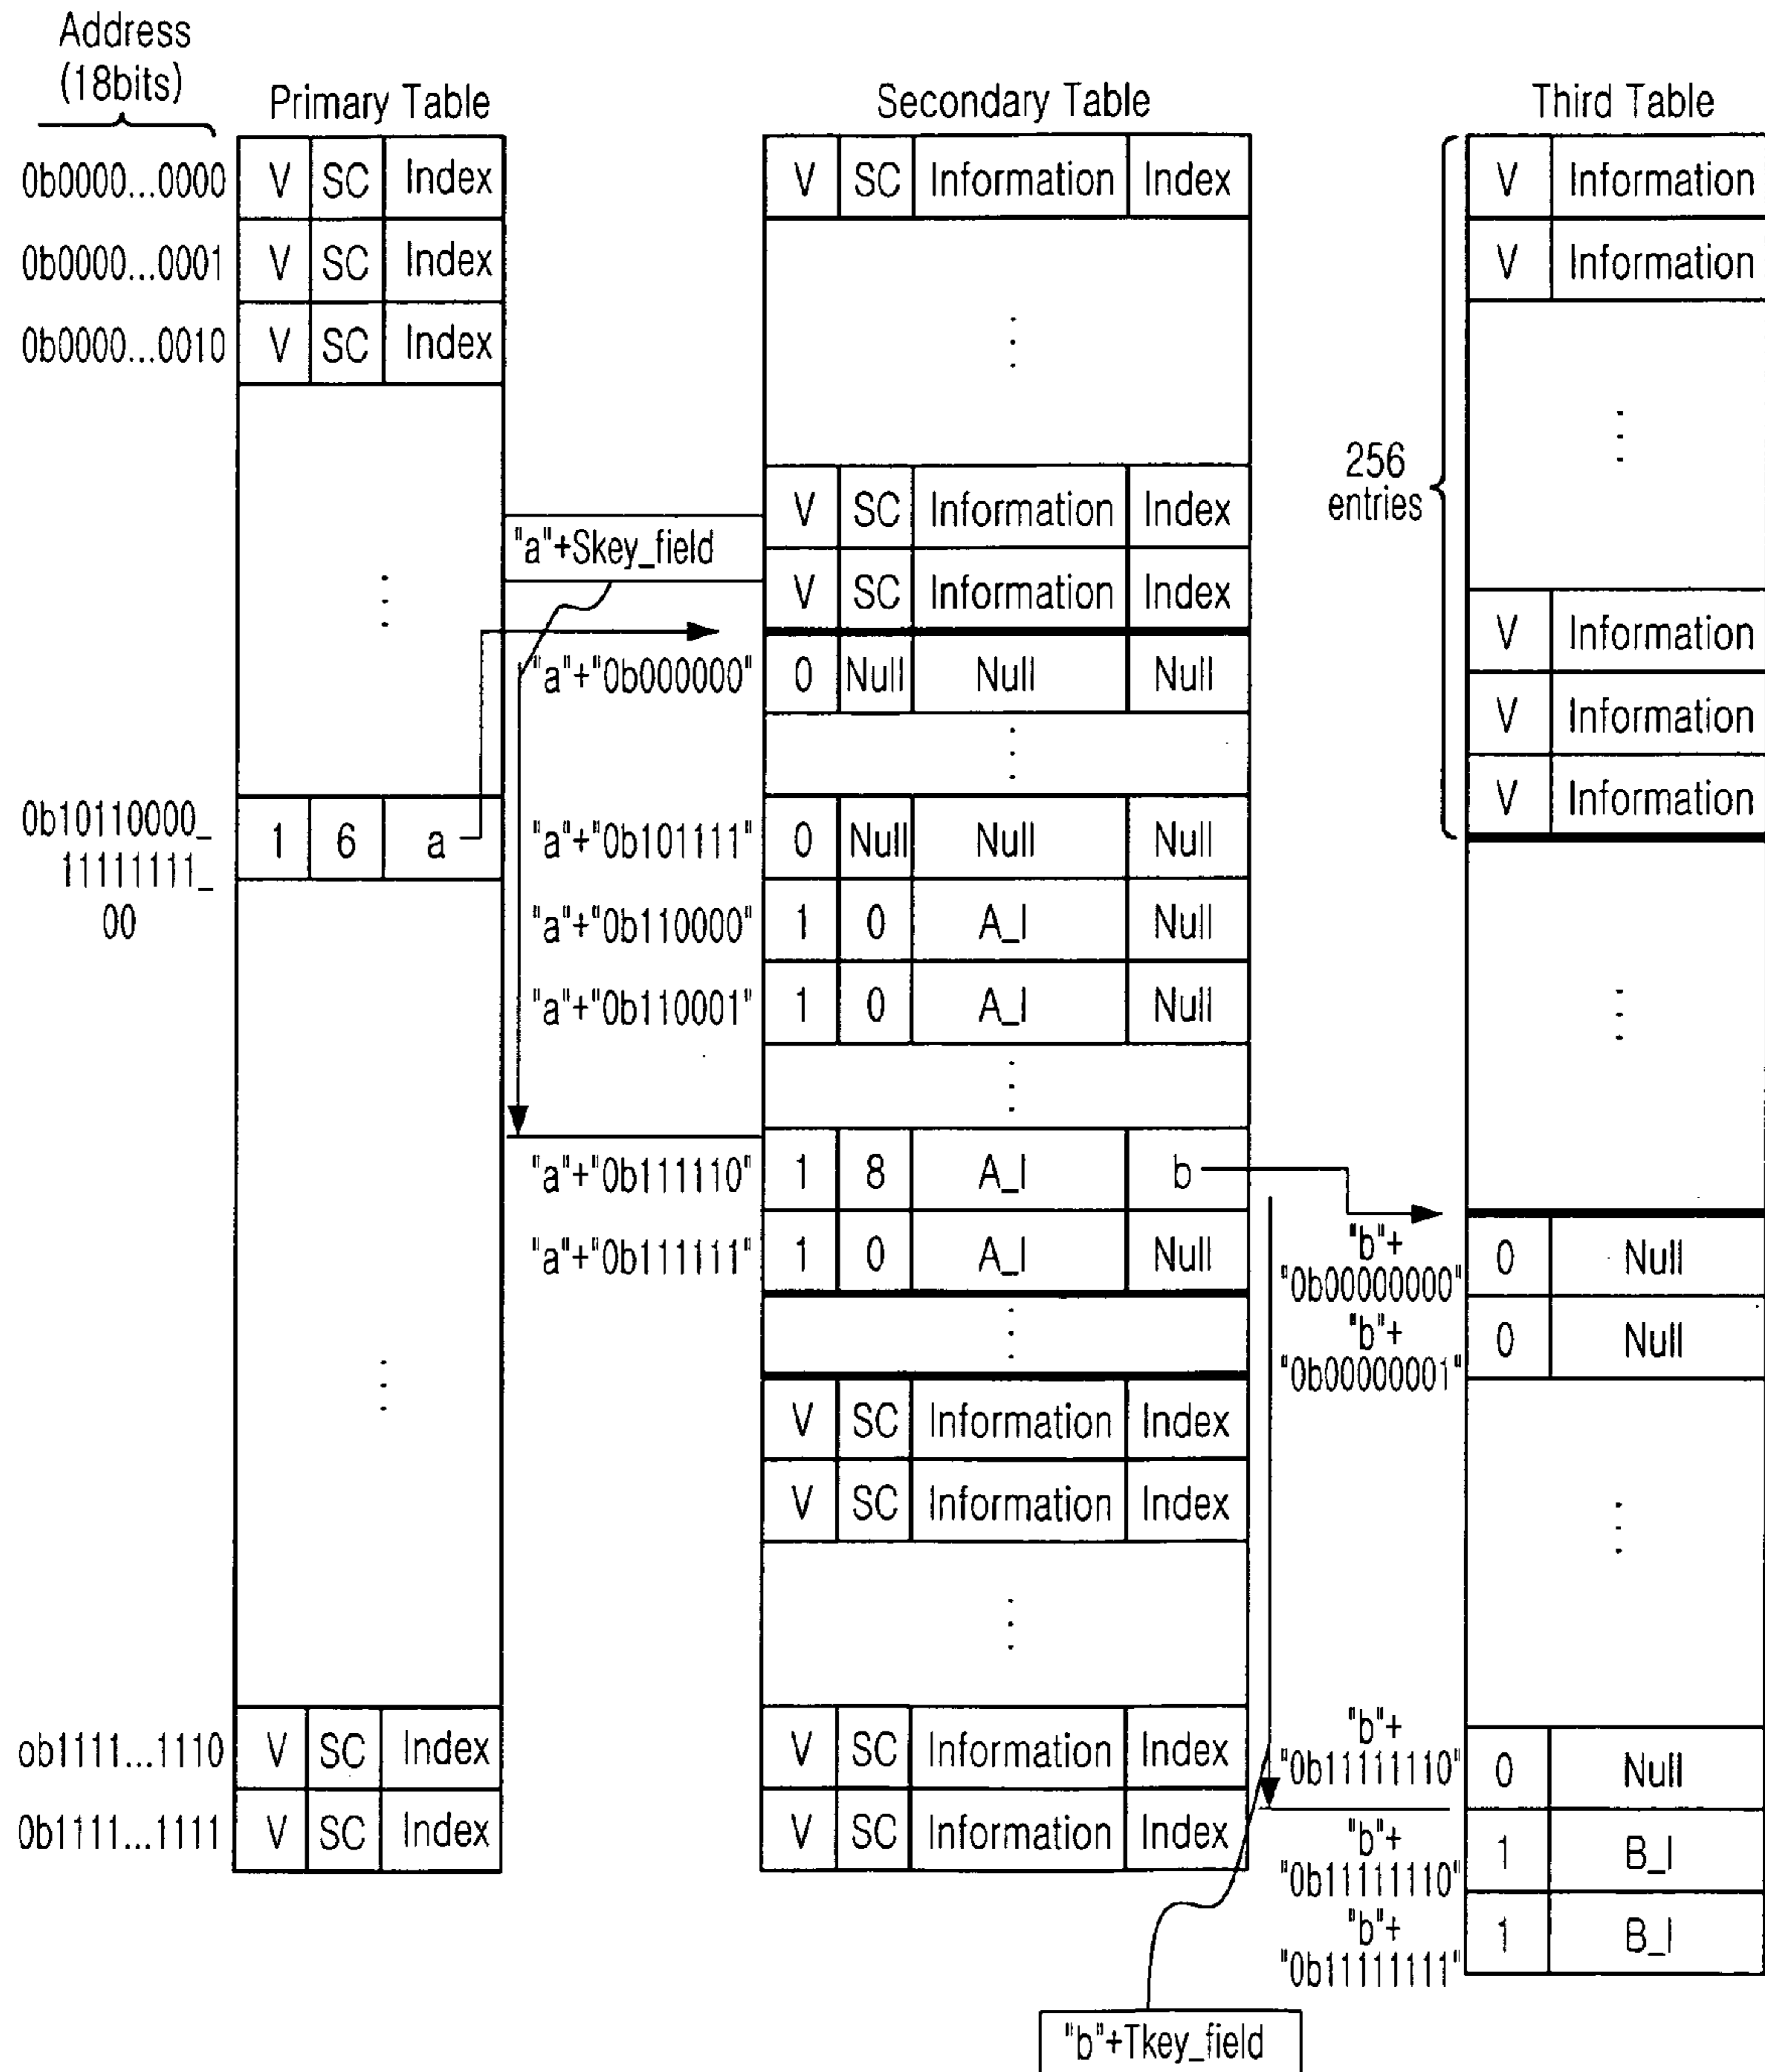 Address
(18bits)
Primary Table
Secondary Table
Third Table
0b0000...0000 V SC Index
V SC Information Index
V Information
0b0000...0001 V SC Index
V Information
0b0000...0010 V SC Index
256
entries
"a"+Skey_field
V SC Information Index
V SC Information Index
V Information
"a"+"0b000000" 0 Null Null Null
V Information
V Information
0b10110000_
11111111_
00
1 6 a
"a"+"0b101111" 0 Null Null Null
"a"+"0b110000" 1 0 A_I Null
"a"+"0b110001" 1 0 A_I Null
"a"+"0b111110" 1 8 A_I b
"a"+"0b111111" 1 0 A_I Null
"b"+
"0b00000000" 0 Null
"b"+
"0b00000001" 0 Null
V SC Information Index
V SC Information Index
ob1111...1110 V SC Index
V SC Information Index
"b"+
"0b11111110" 0 Null
0b1111...1111 V SC Index
V SC Information Index
"b"+
"0b11111110" 1 B_I
"b"+
"0b11111111" 1 B_I
"b"+Tkey_field